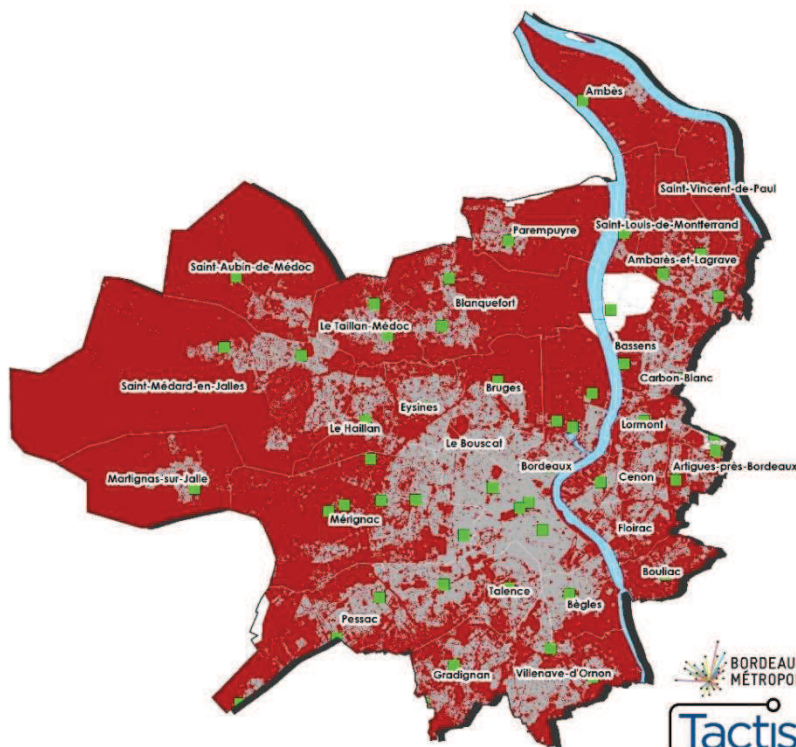 Ambès
Saint-Vincent-de-Paul
Saint-Louis-de-Montferrand
Parempuyre
Ambarès-et-Lagrave
Saint-Aubin-de-Médoc
Blanquefort
Le Taillan-Médoc
Bassens
Carbon-Blanc
Saint-Médard-en-Jalles
Bruges
Eysines
Le Haillan
Lormont
Le Bouscat
Bordeaux
Artigues-près-Bordeaux
Martignas-sur-Jalle
Cenon
Mérignac
Floirac
Bouliac
Talence
Bègles
Pessac
Gradignan
Villenave-d'Ornon
BORDEAU
MÉTROPOL
Tactis